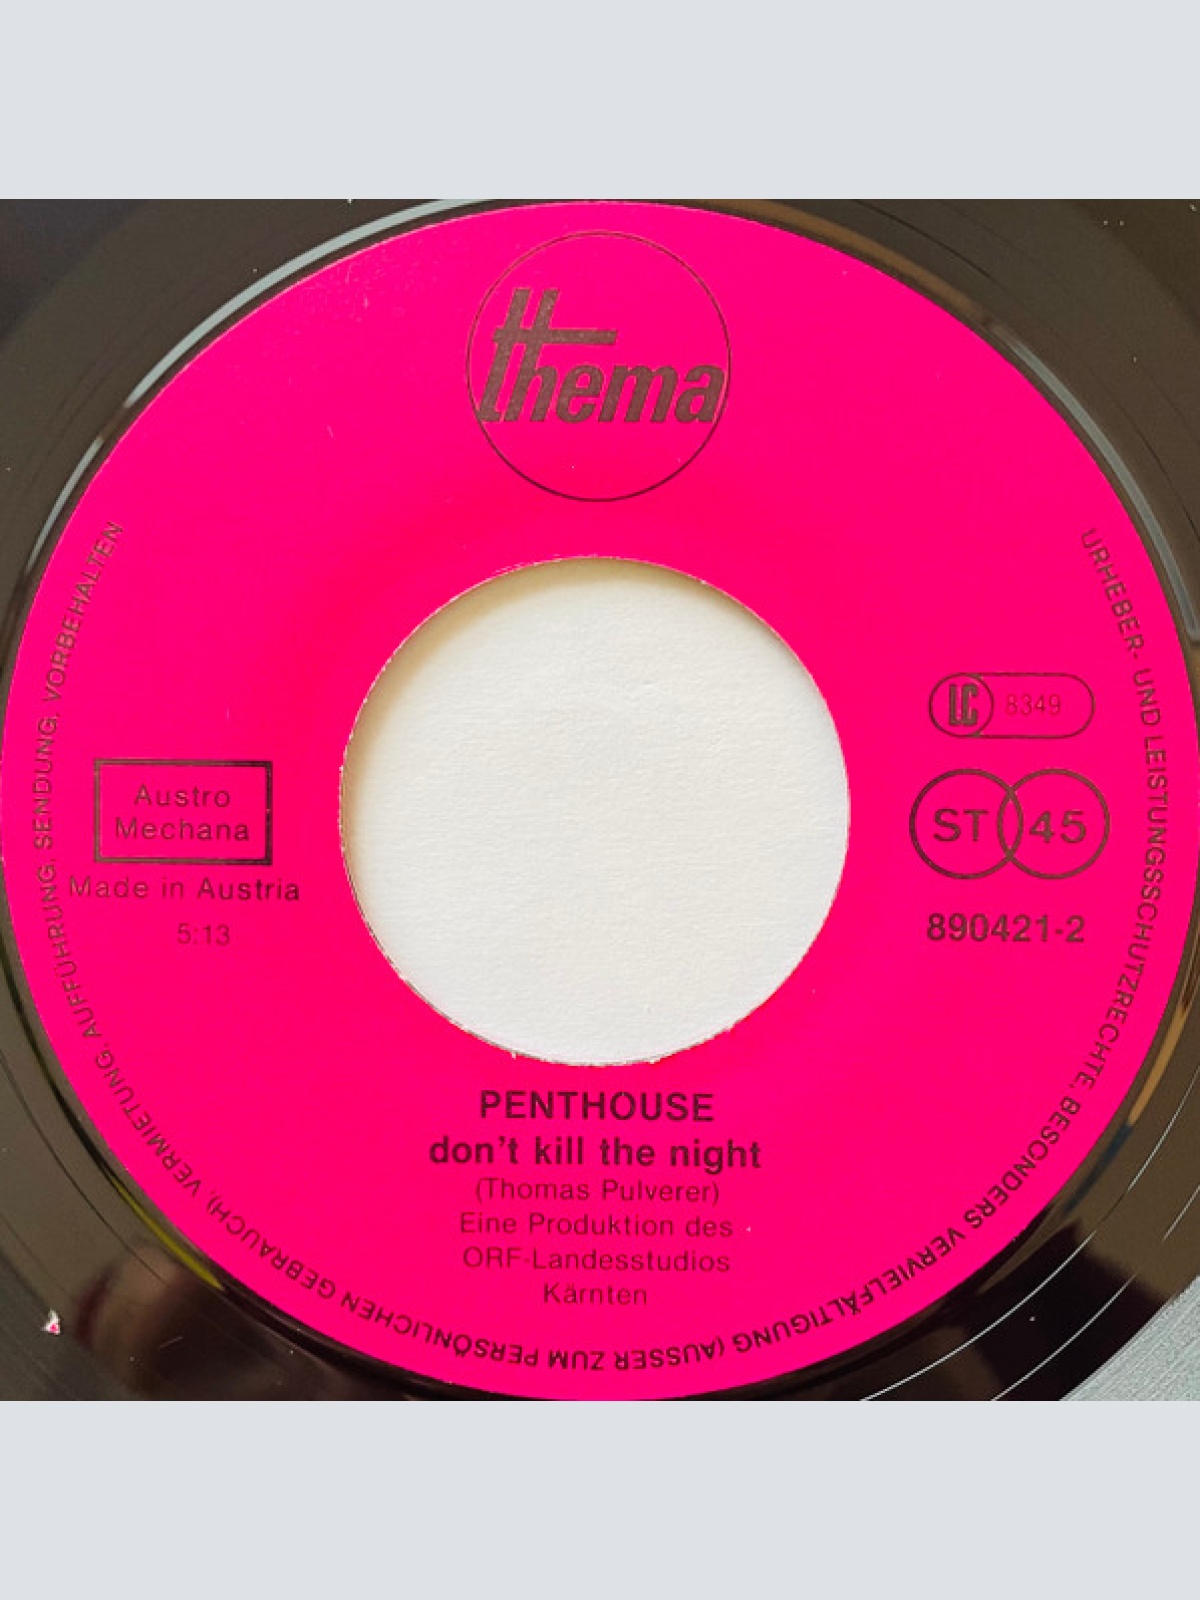 thema
LC 8349
ST 45
890421-2
Austro
Mechana
Made in Austria
5:13
PENTHOUSE
don't kill the night
(Thomas Pulverer)
Eine Produktion des
ORF-Landesstudios
Kärnten
URHEBER- UND LEISTUNGSSCHUTZRECHTE, BESONDERS VERVIELFÄLTIGUNG (AUSSER ZUM PERSÖNLICHEN GEBRAUCH), VERMIETUNG, AUFFÜHRUNG, SENDUNG, VORBEHALTEN